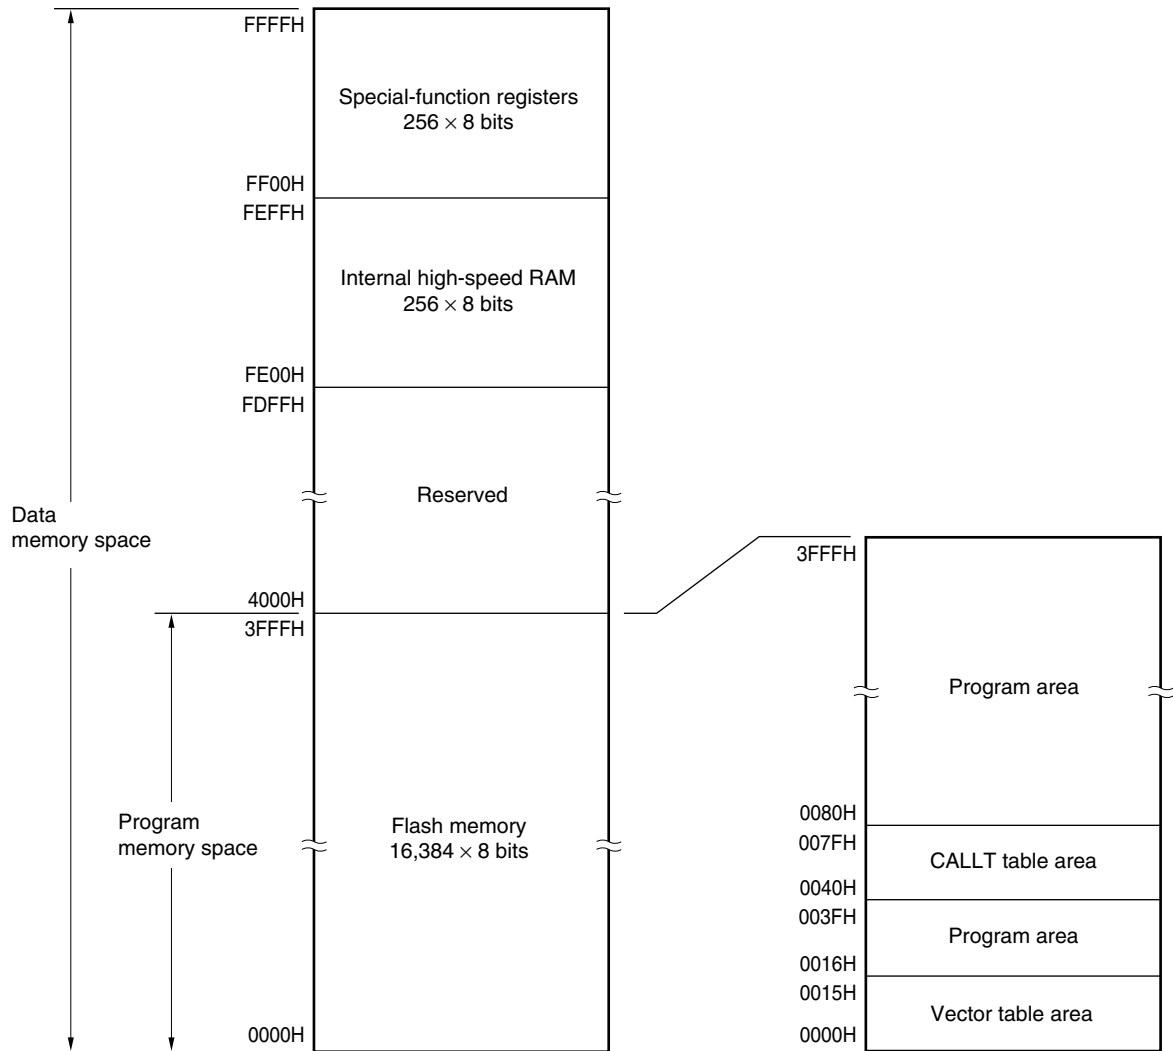 FFFFH
Special-function registers
256 × 8 bits
FF00H
FEFFH
Internal high-speed RAM
256 × 8 bits
FE00H
FDFFH
Reserved
Data
memory space
4000H
3FFFH
Program
memory space
Flash memory
16,384 × 8 bits
0000H
3FFFH
Program area
0080H
007FH
CALLT table area
0040H
003FH
Program area
0016H
0015H
Vector table area
0000H